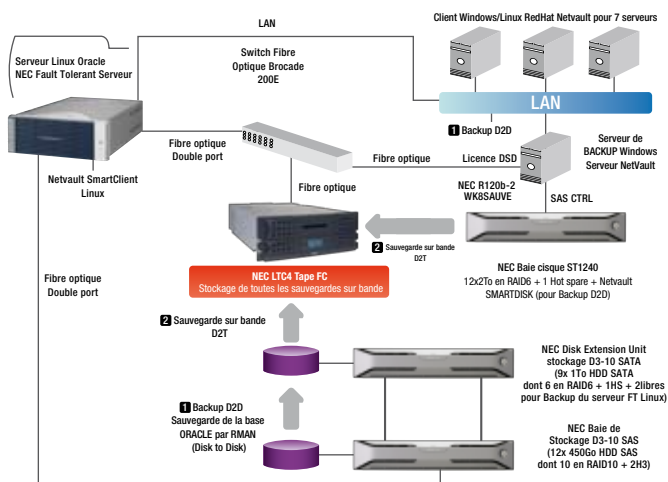 LAN
Client Windows/Linux RedHat Netvault pour 7 serveurs
Serveur Linux Oracle
NEC Fault Tolerant Serveur
Switch Fibre
Optique Brocade
200E
LAN
1 Backup D2D
Fibre optique
Double port
Fibre optique
Licence DSD
Serveur de
BACKUP Windows
Serveur NetVault
Netvault SmartClient
Linux
Fibre optique
NEC R120b-2
WK8SAUVE
SAS CTRL
2 Sauvegarde sur bande
D2T
NEC LTC4 Tape FC
Stockage de toutes les sauvegardes sur bande
NEC Baie cisque ST1240
12x2To en RAID6 + 1 Hot spare + Netvault
SMARTDISK (pour Backup D2D)
Fibre optique
Double port
2 Sauvegarde sur bande
D2T
NEC Disk Extension Unit
stockage D3-10 SATA
(9x 1To HDD SATA
dont 6 en RAID6 + 1HS + 2libres
pour Backup du serveur FT Linux)
1 Backup D2D
Sauvegarde de la base
ORACLE par RMAN
(Disk to Disk)
NEC Baie de
Stockage D3-10 SAS
(12x 450Go HDD SAS
dont 10 en RAID10 + 2H3)